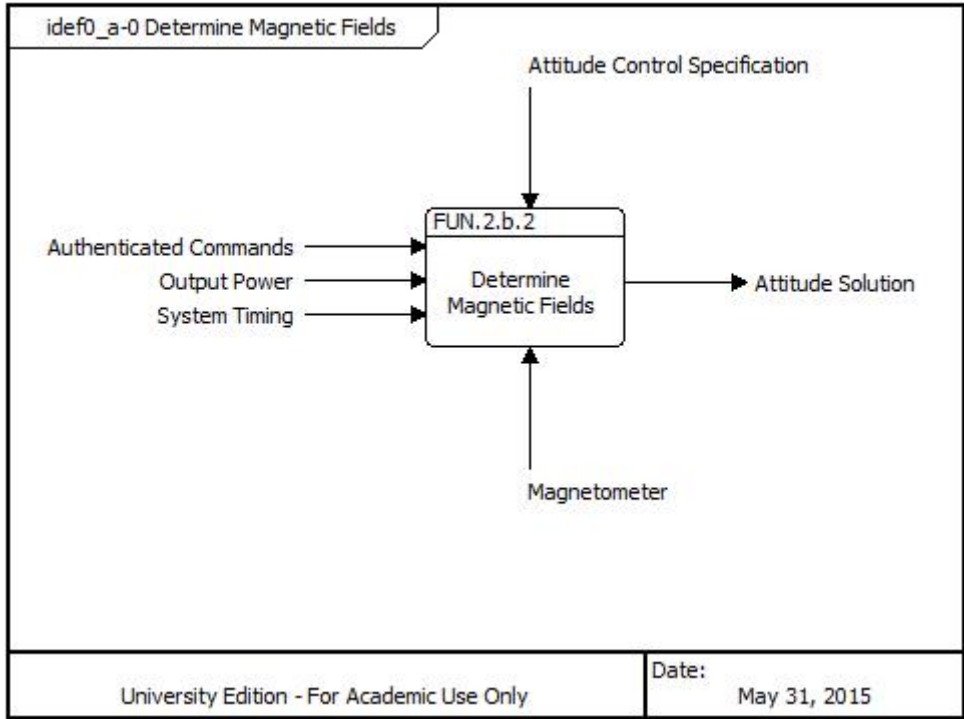 idef0_a-0 Determine Magnetic Fields
Attitude Control Specification
FUN.2.b.2
Authenticated Commands
Output Power
System Timing
Determine
Magnetic Fields
Attitude Solution
Magnetometer
University Edition - For Academic Use Only
Date:
May 31, 2015